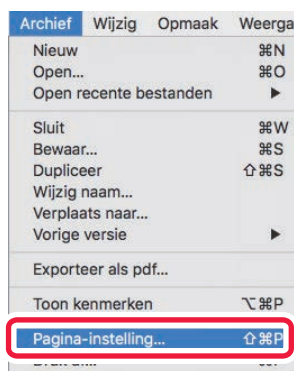 Archief Wijzig Opmaak Weerga
Nieuw ⌘N
Open... ⌘O
Open recente bestanden ▶
Sluit ⌘W
Bewaar... ⌘S
Dupliceer ⇧⌘S
Wijzig naam...
Verplaats naar...
Vorige versie ▶
Exporteer als pdf...
Toon kenmerken ⌥⌘P
Pagina-instelling... ⇧⌘P